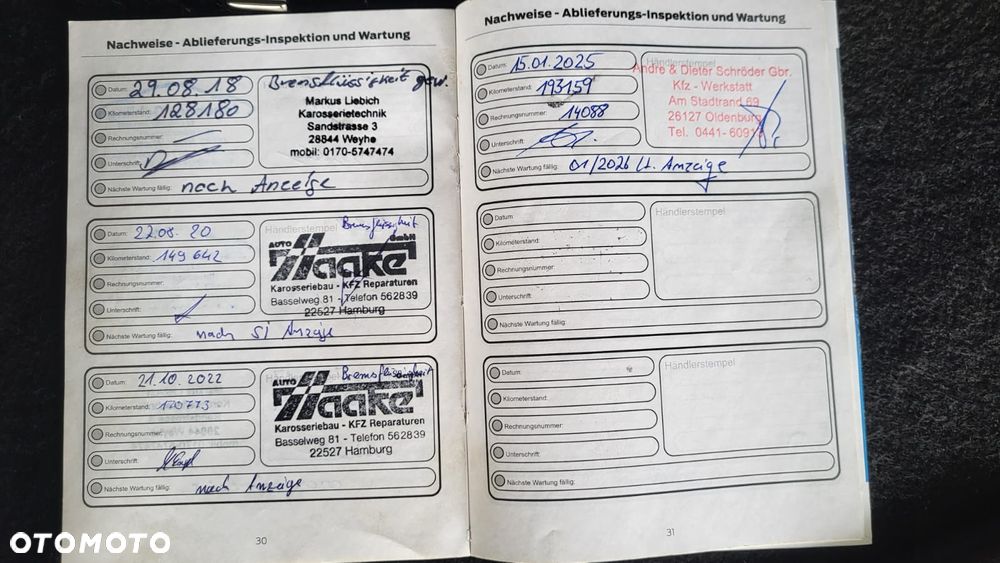 Nachweise - Ablieferungs-Inspektion und Wartung
Datum: 29.08.18
Bremsflüssigkeit gew.
Kilometerstand: 128180
Markus Liebich
Karosserietechnik
Sandstrasse 3
28844 Weyhe
mobil: 0170-5747474
Rechnungsnummer:
Unterschrift:
Nächste Wartung fällig: nach Anzeige
Datum: 22.08. 20
Händlerstempel
Bremsflüssigkeit
Kilometerstand: 149 642
AUTO Haake GmbH
Karosseriebau - KFZ Reparaturen
Basselweg 81 - Telefon 562839
22527 Hamburg
Rechnungsnummer:
Unterschrift:
Nächste Wartung fällig: nach SI Anzeige
Datum: 21.10.2022
Bremsflüssigkeit
Kilometerstand: 170773
AUTO Haake
Karosseriebau - KFZ Reparaturen
Basselweg 81 - Telefon 562839
22527 Hamburg
Rechnungsnummer:
Unterschrift:
Nächste Wartung fällig: nach Anzeige
30
OTOMOTO
Nachweise - Ablieferungs-Inspektion und Wartung
Datum: 15.01.2025
Händlerstempel
Andre & Dieter Schröder Gbr.
Kfz - Werkstatt
Am Stadtrand 69
26127 Oldenburg
Tel. 0441- 6091
Kilometerstand: 193159
Rechnungsnummer: 14088
Unterschrift:
Nächste Wartung fällig: 01/2026 Lt. Anzeige
Datum:
Händlerstempel
Kilometerstand:
Rechnungsnummer:
Unterschrift:
Nächste Wartung fällig:
Datum:
Händlerstempel
Kilometerstand:
Rechnungsnummer:
Unterschrift:
Nächste Wartung fällig:
31